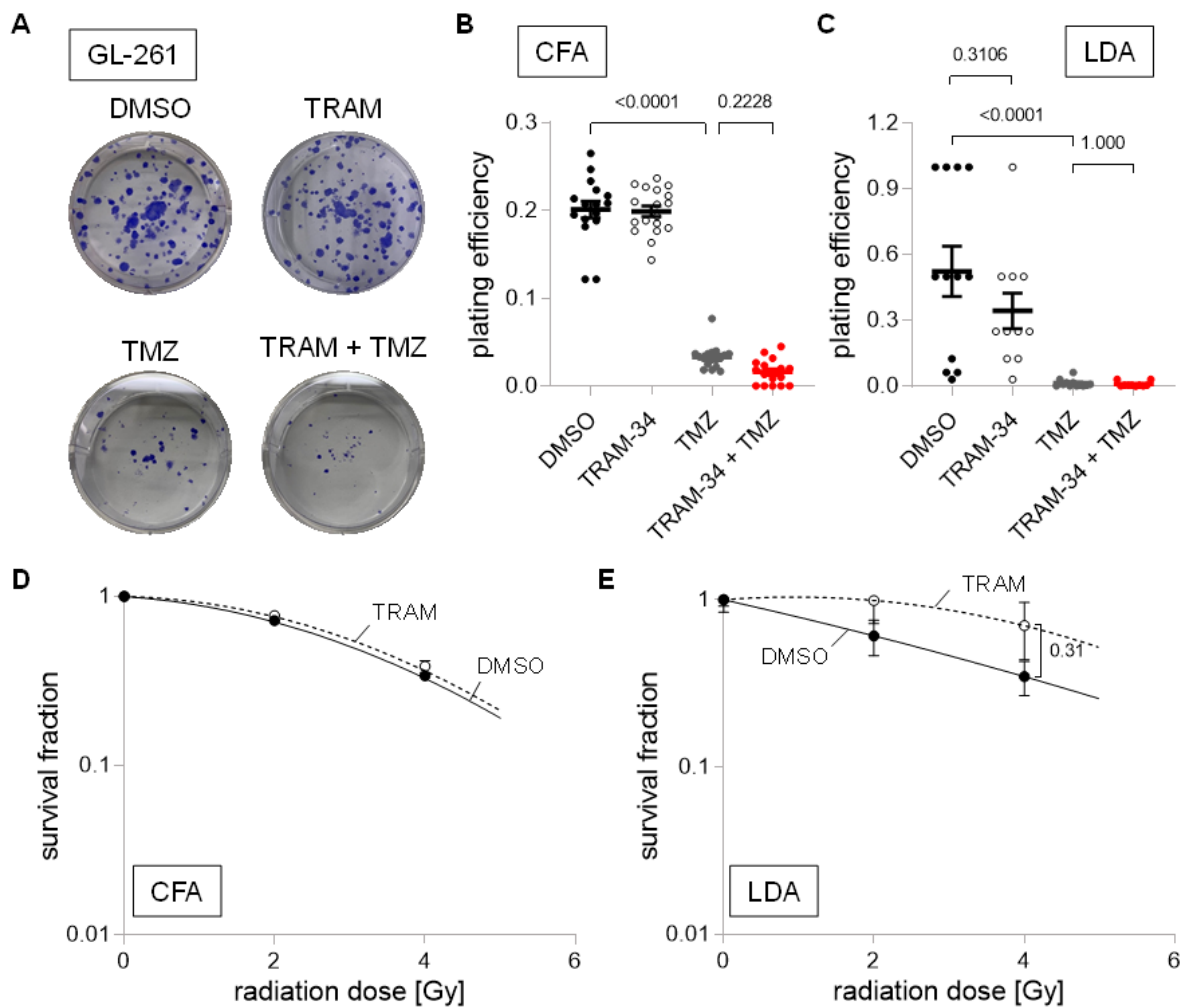 A
GL-261
DMSO
TRAM
TMZ
TRAM + TMZ
B
CFA
<0.0001
0.2228
0.3
0.2
0.1
0.0
plating efficiency
DMSO
TRAM-34
TMZ
TRAM-34 + TMZ
C
LDA
0.3106
<0.0001
1.000
1.2
0.9
0.6
0.3
0.0
plating efficiency
DMSO
TRAM-34
TMZ
TRAM-34 + TMZ
D
1
0.1
0.01
survival fraction
TRAM
DMSO
CFA
0
2
4
6
radiation dose [Gy]
E
1
0.1
0.01
survival fraction
TRAM
DMSO
0.31
LDA
0
2
4
6
radiation dose [Gy]